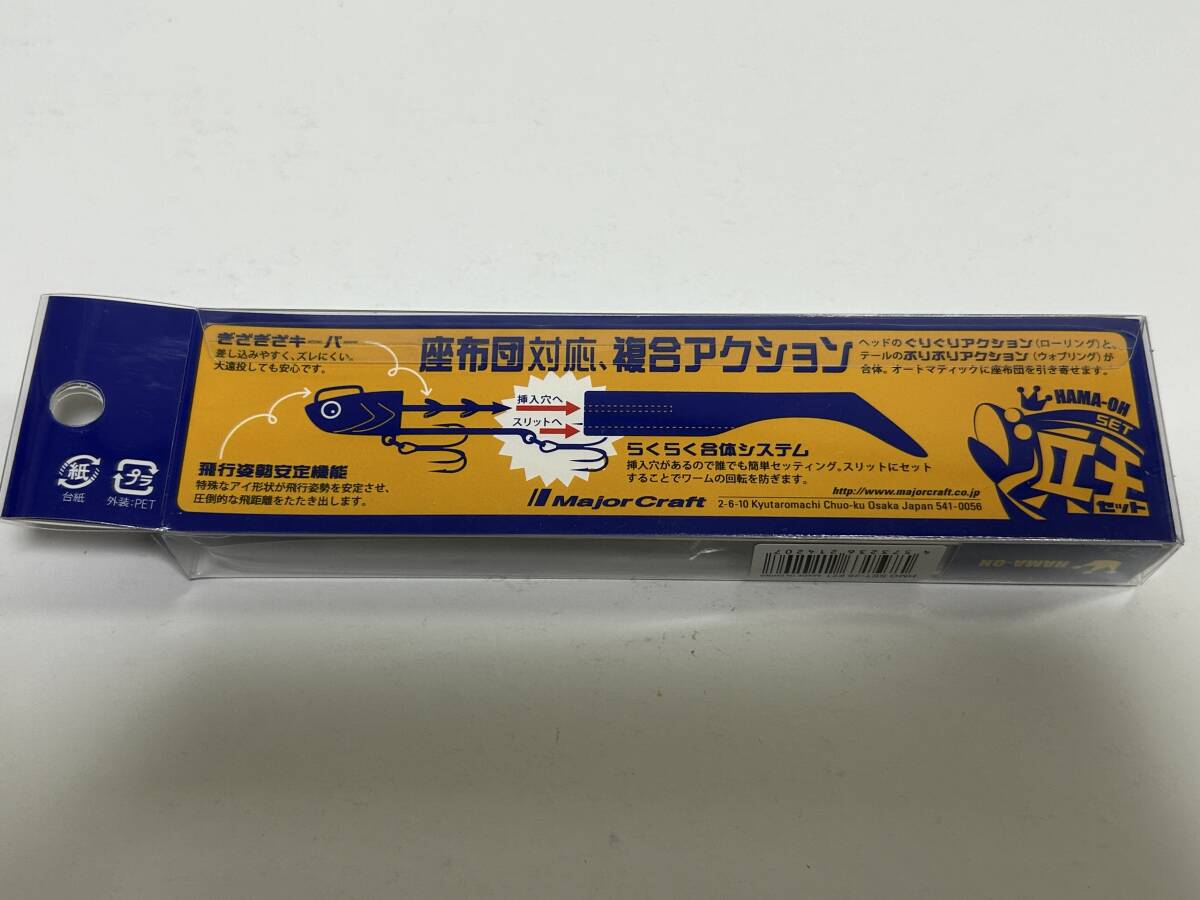 ぎざぎざキーパー
差し込みやすく、ズレにくい。
大遠投しても安心です。
座布団対応、複合アクション
ヘッドのぐりぐりアクション(ローリング)と、
テールのぷりぷりアクション(ウォブリング)が
合体。オートマティックに座布団を引き寄せます。
挿入穴へ
スリットへ
飛行姿勢安定機能
特殊なアイ形状が飛行姿勢を安定させ、
圧倒的な飛距離をたたき出します。
らくらく合体システム
挿入穴があるので誰でも簡単セッティング。スリットにセット
することでワームの回転を防ぎます。
Major Craft
http://www.majorcraft.co.jp
2-6-10 Kyutaromachi Chuo-ku Osaka Japan 541-0056
HAMA-OH
SET
セット
紙
台紙
プラ
外装:PET
4573236214207
HAMA-OH